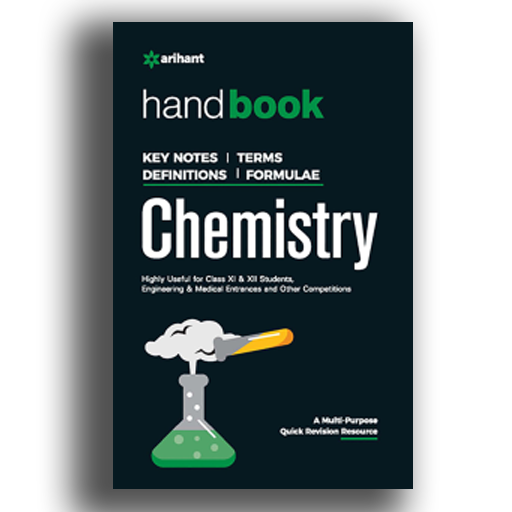 arihant
handbook
KEY NOTES | TERMS
DEFINITIONS | FORMULAE
Chemistry
Highly Useful for Class XI & XII Students,
Engineering & Medical Entrances and Other Competitions
A Multi-Purpose
Quick Revision Resource